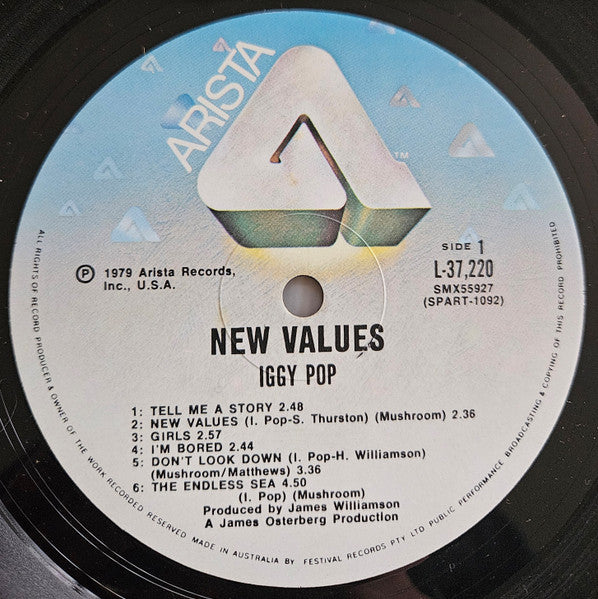 ARISTA
TM
SIDE 1
L-37,220
SMX55927
(SPART-1092)
Ⓟ 1979 Arista Records,
Inc., U.S.A.
NEW VALUES
IGGY POP
1: TELL ME A STORY 2.48
2: NEW VALUES (I. Pop-S. Thurston) (Mushroom) 2.36
3: GIRLS 2.57
4: I'M BORED 2.44
5: DON'T LOOK DOWN (I. Pop-H. Williamson)
(Mushroom/Matthews) 3.36
6: THE ENDLESS SEA 4.50
(I. Pop) (Mushroom)
Produced by James Williamson
A James Osterberg Production
ALL RIGHTS OF RECORD PRODUCER & OWNER OF THE WORK RECORDED RESERVED MADE IN AUSTRALIA BY FESTIVAL RECORDS PTY LTD PUBLIC PERFORMANCE BROADCASTING & COPYING OF THIS RECORD PROHIBITED